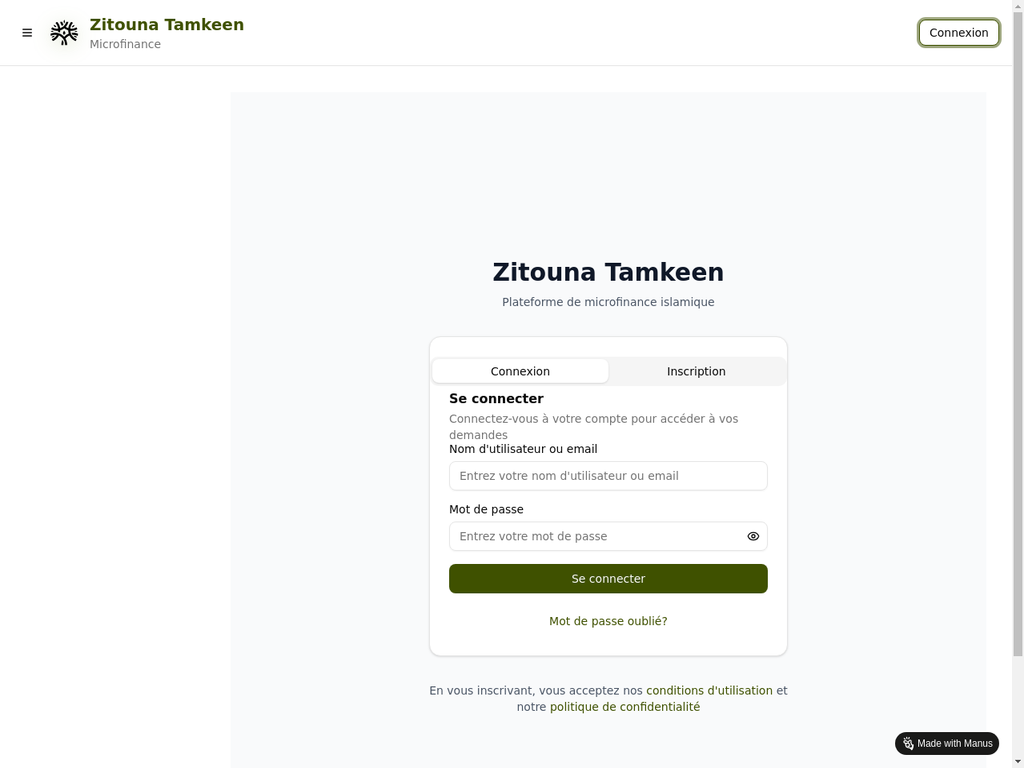 Zitouna Tamkeen
Microfinance
Connexion
Zitouna Tamkeen
Plateforme de microfinance islamique
Connexion
Inscription
Se connecter
Connectez-vous à votre compte pour accéder à vos
demandes
Nom d'utilisateur ou email
Entrez votre nom d'utilisateur ou email
Mot de passe
Entrez votre mot de passe
Se connecter
Mot de passe oublié?
En vous inscrivant, vous acceptez nos conditions d'utilisation et
notre politique de confidentialité
Made with Manus